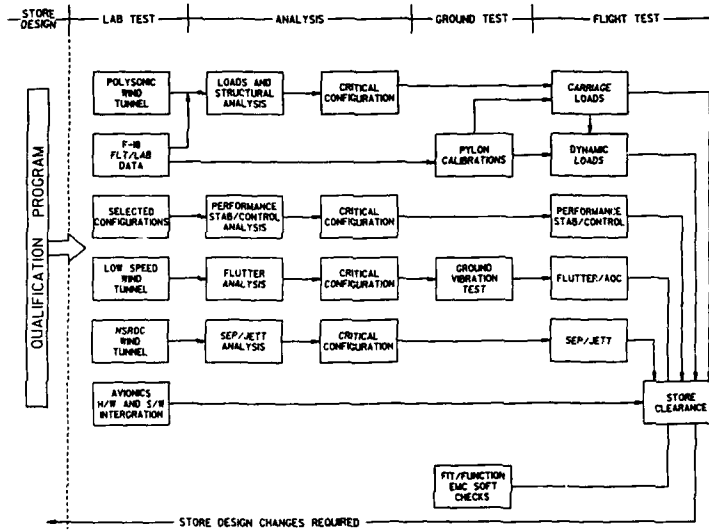 STORE
DESIGN
LAB TEST
ANALYSIS
GROUND TEST
FLIGHT TEST
QUALIFICATION PROGRAM
POLYSONIC
WIND
TUNNEL
LOADS AND
STRUCTURAL
ANALYSIS
CRITICAL
CONFIGURATION
CARRIAGE
LOADS
F-18
FLT/LAB
DATA
PYLON
CALIBRATIONS
DYNAMIC
LOADS
SELECTED
CONFIGURATIONS
PERFORMANCE
STAB/CONTROL
ANALYSIS
CRITICAL
CONFIGURATION
PERFORMANCE
STAB/CONTROL
LOW SPEED
WIND
TUNNEL
FLUTTER
ANALYSIS
CRITICAL
CONFIGURATION
GROUND
VIBRATION
TEST
FLUTTER/AOC
NSRDC
WIND
TUNNEL
SEP/JETT
ANALYSIS
CRITICAL
CONFIGURATION
SEP/JETT
AVIONICS
H/W AND S/W
INTERGRATION
STORE
CLEARANCE
FIT/FUNCTION
EMC SOFT
CHECKS
STORE DESIGN CHANGES REQUIRED